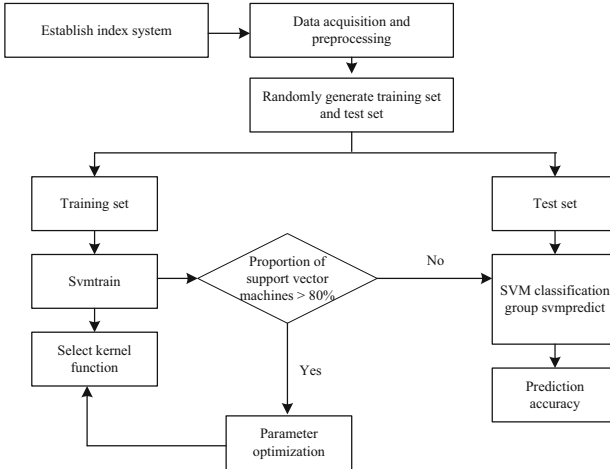 Establish index system
Data acquisition and
preprocessing
Randomly generate training set
and test set
Training set
Test set
Svmtrain
Proportion of
support vector
machines > 80%
No
SVM classification
group svmpredict
Select kernel
function
Yes
Prediction
accuracy
Parameter
optimization